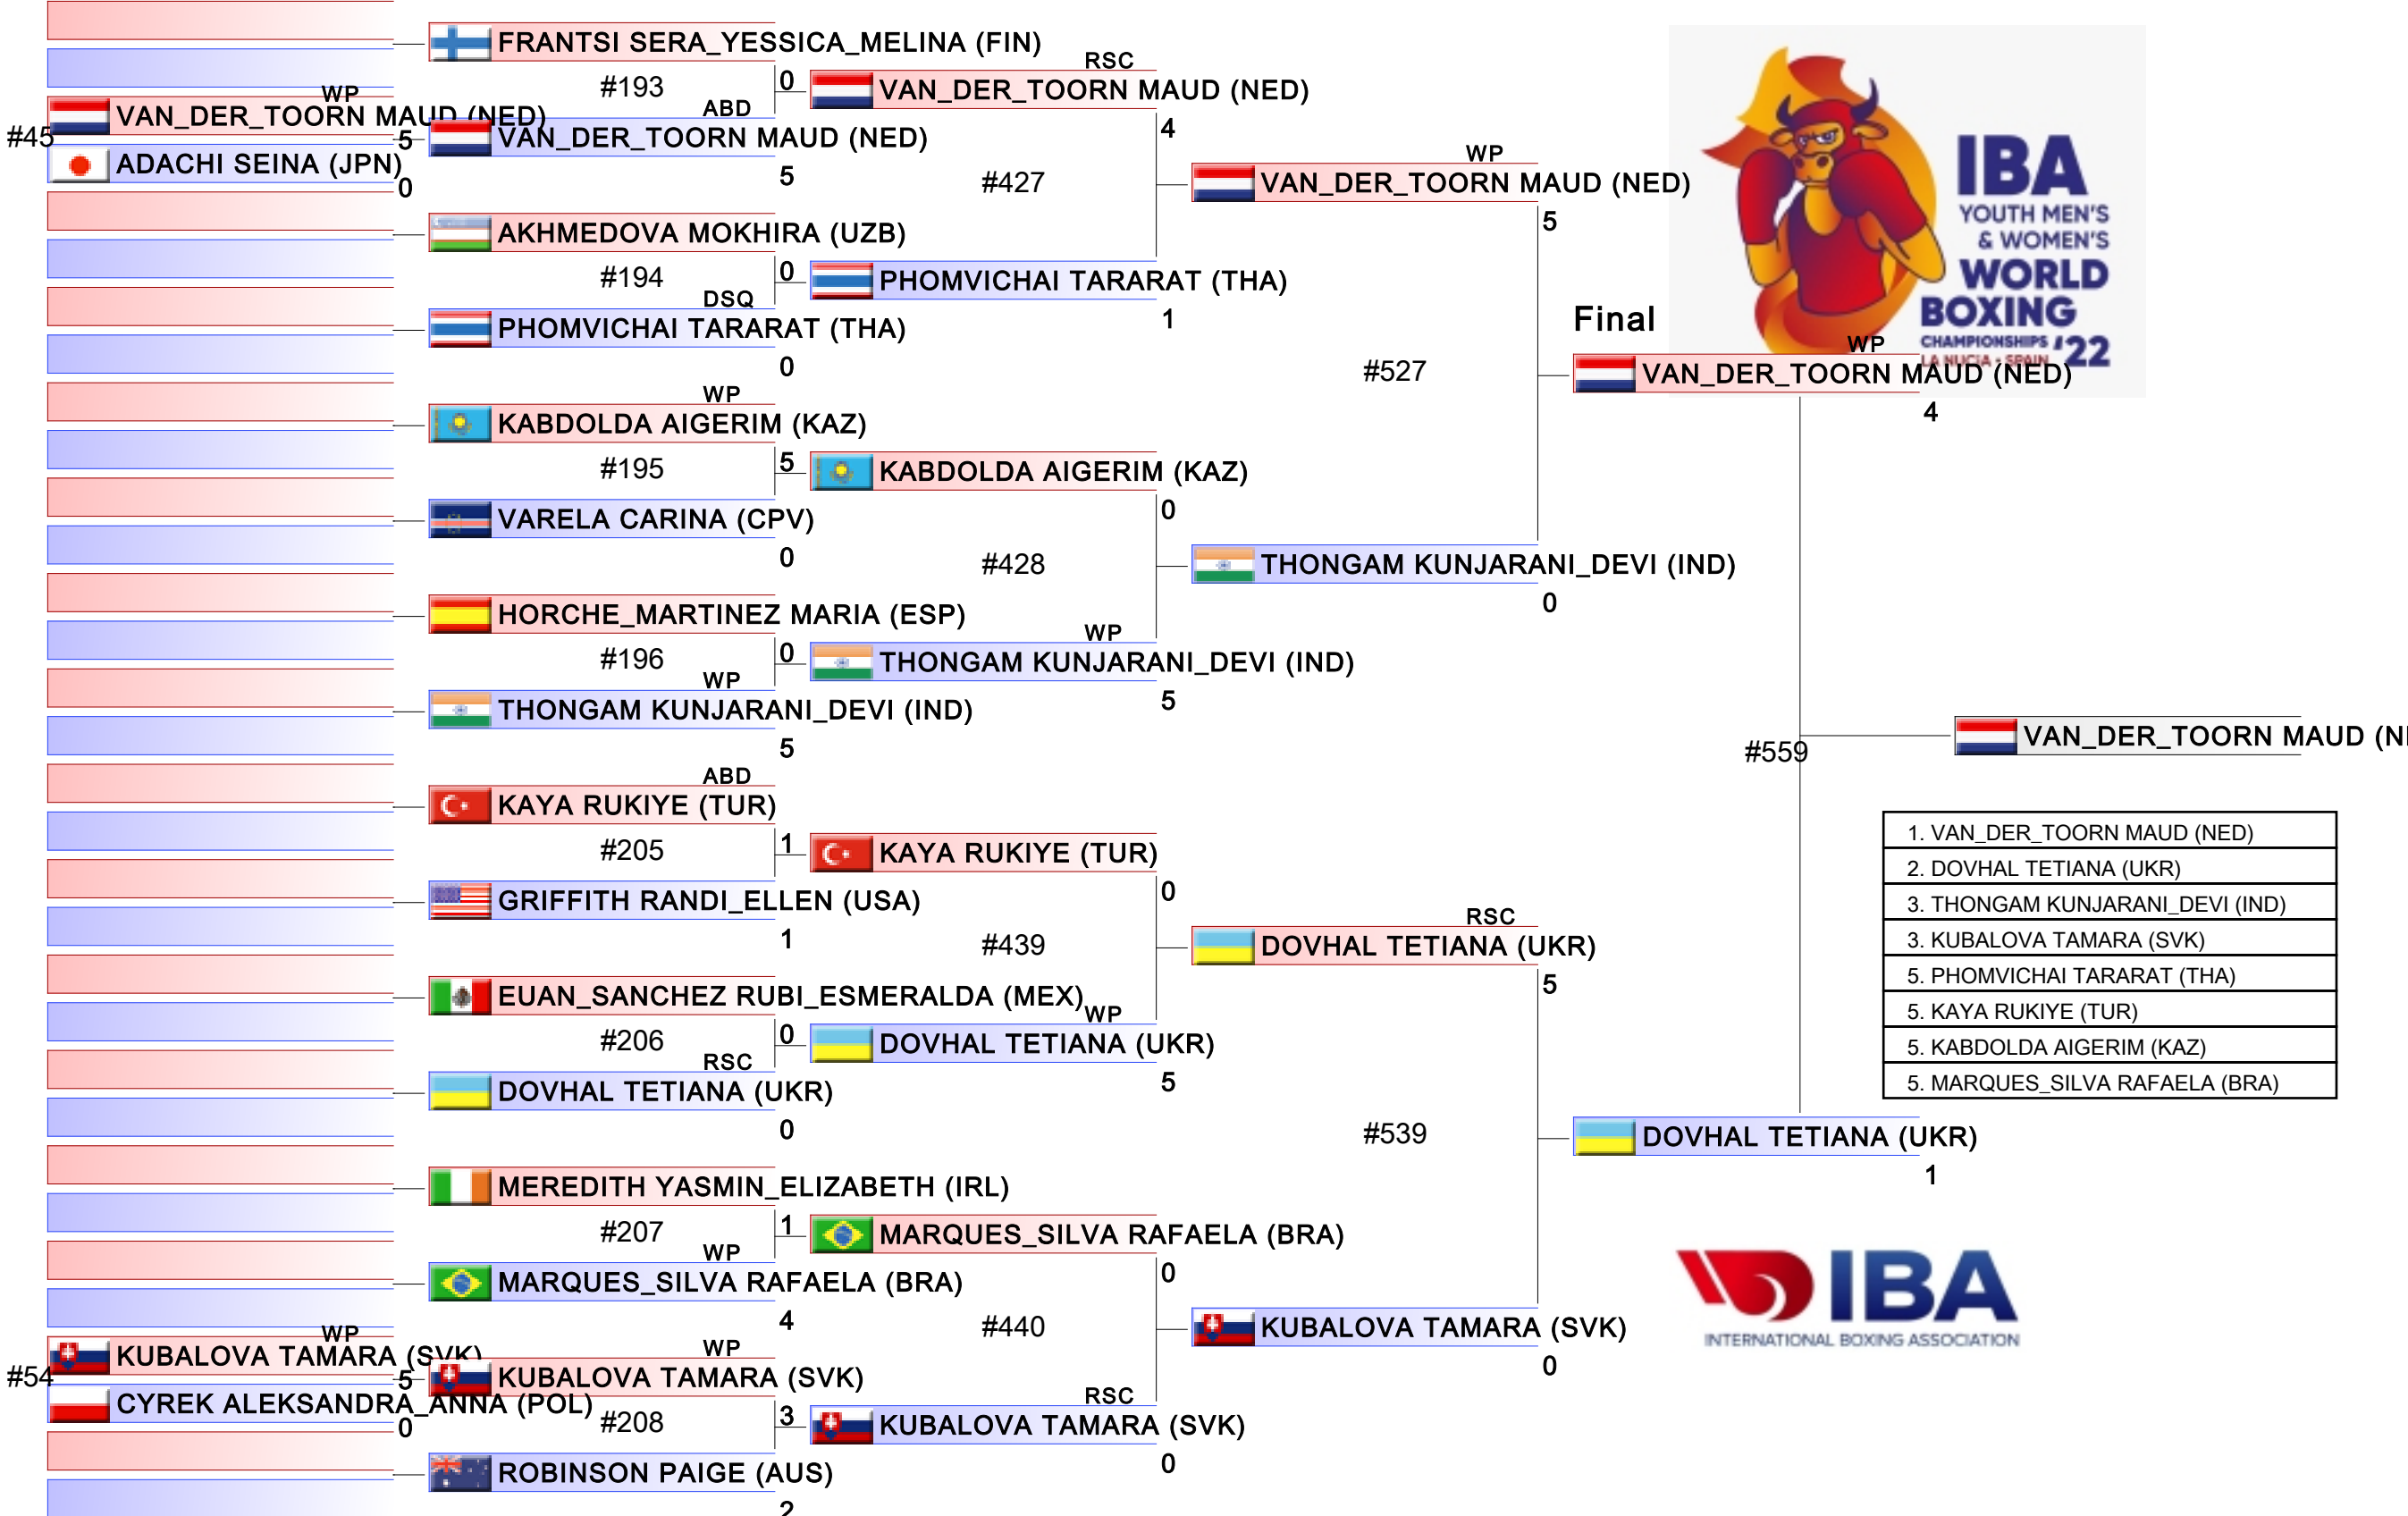 #45
WP
VAN_DER_TOORN MAUD (NED)
5
ADACHI SEINA (JPN)
0
WP
#54
KUBALOVA TAMARA (SVK)
5
CYREK ALEKSANDRA_ANNA (POL)
0
FRANTSI SERA_YESSICA_MELINA (FIN)
0
#193
ABD
VAN_DER_TOORN MAUD (NED)
5
AKHMEDOVA MOKHIRA (UZB)
0
#194
DSQ
PHOMVICHAI TARARAT (THA)
0
WP
KABDOLDA AIGERIM (KAZ)
5
#195
VARELA CARINA (CPV)
0
HORCHE_MARTINEZ MARIA (ESP)
0
#196
WP
THONGAM KUNJARANI_DEVI (IND)
5
ABD
KAYA RUKIYE (TUR)
1
#205
GRIFFITH RANDI_ELLEN (USA)
1
EUAN_SANCHEZ RUBI_ESMERALDA (MEX)
0
#206
RSC
DOVHAL TETIANA (UKR)
0
MEREDITH YASMIN_ELIZABETH (IRL)
1
#207
WP
MARQUES_SILVA RAFAELA (BRA)
4
WP
KUBALOVA TAMARA (SVK)
3
#208
ROBINSON PAIGE (AUS)
2
RSC
VAN_DER_TOORN MAUD (NED)
4
#427
PHOMVICHAI TARARAT (THA)
1
KABDOLDA AIGERIM (KAZ)
0
#428
WP
THONGAM KUNJARANI_DEVI (IND)
5
KAYA RUKIYE (TUR)
0
#439
WP
DOVHAL TETIANA (UKR)
5
MARQUES_SILVA RAFAELA (BRA)
0
#440
RSC
KUBALOVA TAMARA (SVK)
0
WP
VAN_DER_TOORN MAUD (NED)
5
#527
THONGAM KUNJARANI_DEVI (IND)
0
RSC
DOVHAL TETIANA (UKR)
5
#539
KUBALOVA TAMARA (SVK)
0
Final
WP
VAN_DER_TOORN MAUD (NED)
4
#559
DOVHAL TETIANA (UKR)
1
VAN_DER_TOORN MAUD (N
IBA
YOUTH MEN'S
& WOMEN'S
WORLD
BOXING
CHAMPIONSHIPS '22
LA NUCIA - SPAIN
1. VAN_DER_TOORN MAUD (NED)
2. DOVHAL TETIANA (UKR)
3. THONGAM KUNJARANI_DEVI (IND)
3. KUBALOVA TAMARA (SVK)
5. PHOMVICHAI TARARAT (THA)
5. KAYA RUKIYE (TUR)
5. KABDOLDA AIGERIM (KAZ)
5. MARQUES_SILVA RAFAELA (BRA)
IBA
INTERNATIONAL BOXING ASSOCIATION